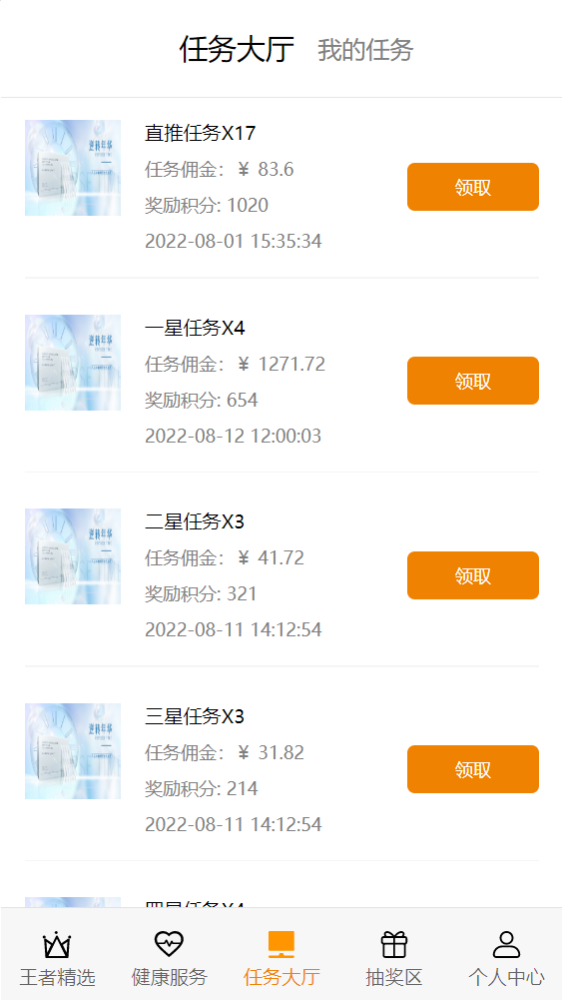 任务大厅 我的任务
直推任务X17
任务佣金: ¥ 83.6
奖励积分: 1020
领取
2022-08-01 15:35:34
一星任务X4
任务佣金: ¥ 1271.72
奖励积分: 654
领取
2022-08-12 12:00:03
二星任务X3
任务佣金: ¥ 41.72
奖励积分: 321
领取
2022-08-11 14:12:54
三星任务X3
任务佣金: ¥ 31.82
奖励积分: 214
领取
2022-08-11 14:12:54
四星任务X4
王者精选 健康服务 任务大厅 抽奖区 个人中心